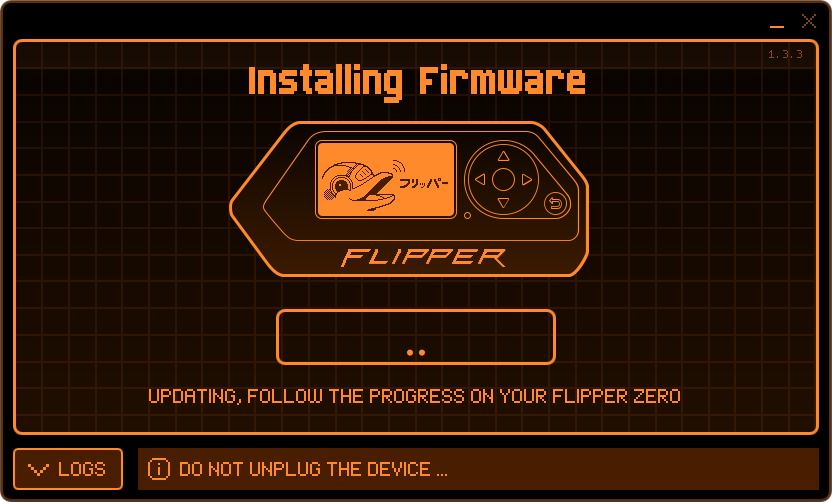 1.3.3
Installing Firmware
フリッパー
FLIPPER
..
UPDATING, FOLLOW THE PROGRESS ON YOUR FLIPPER ZERO
LOGS
DO NOT UNPLUG THE DEVICE ...